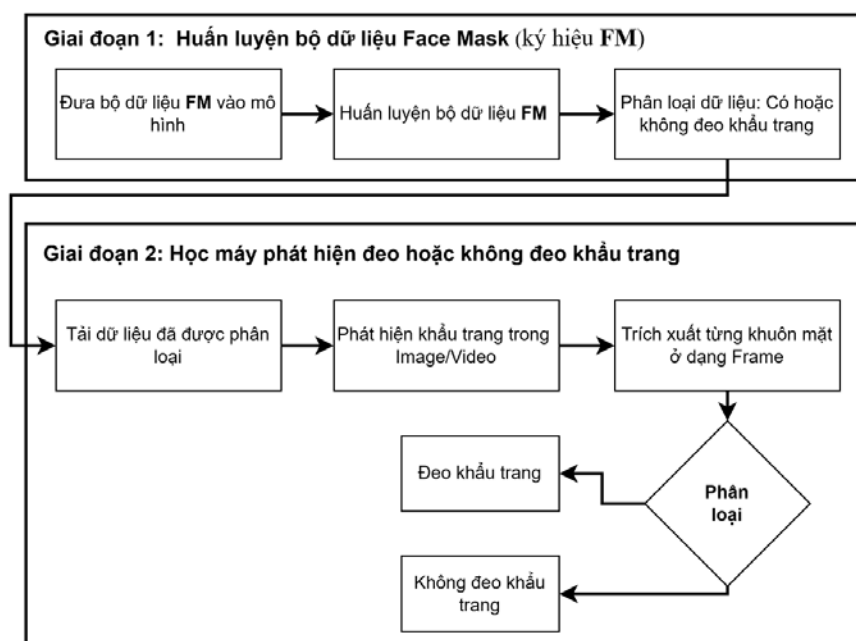 Giai đoạn 1: Huấn luyện bộ dữ liệu Face Mask (ký hiệu FM)
Đưa bộ dữ liệu FM vào mô
hình
Huấn luyện bộ dữ liệu FM
Phân loại dữ liệu: Có hoặc
không đeo khẩu trang
Giai đoạn 2: Học máy phát hiện đeo hoặc không đeo khẩu trang
Tải dữ liệu đã được phân
loại
Phát hiện khẩu trang trong
Image/Video
Trích xuất từng khuôn mặt
ở dạng Frame
Phân
loại
Đeo khẩu trang
Không đeo khẩu
trang